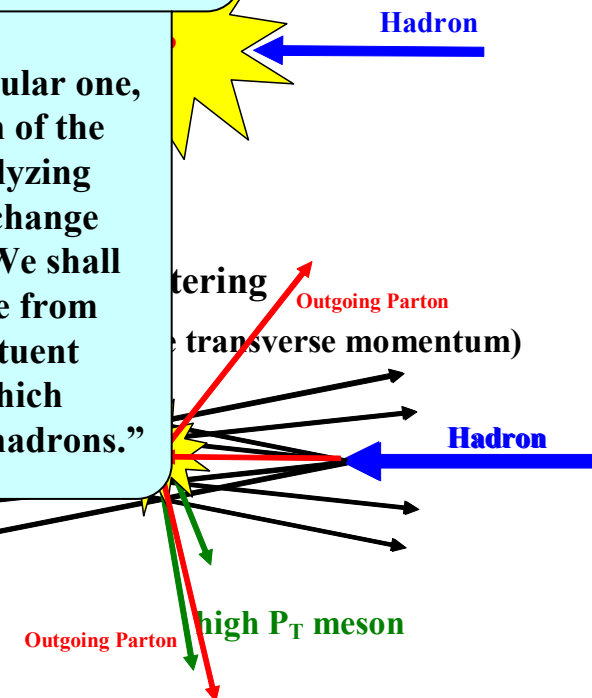 Hadron
ular one,
of the
lyzing
change
We shall
e from
tuent
hich
hadrons.”
tering
Outgoing Parton
transverse momentum)
Hadron
high PT meson
Outgoing Parton